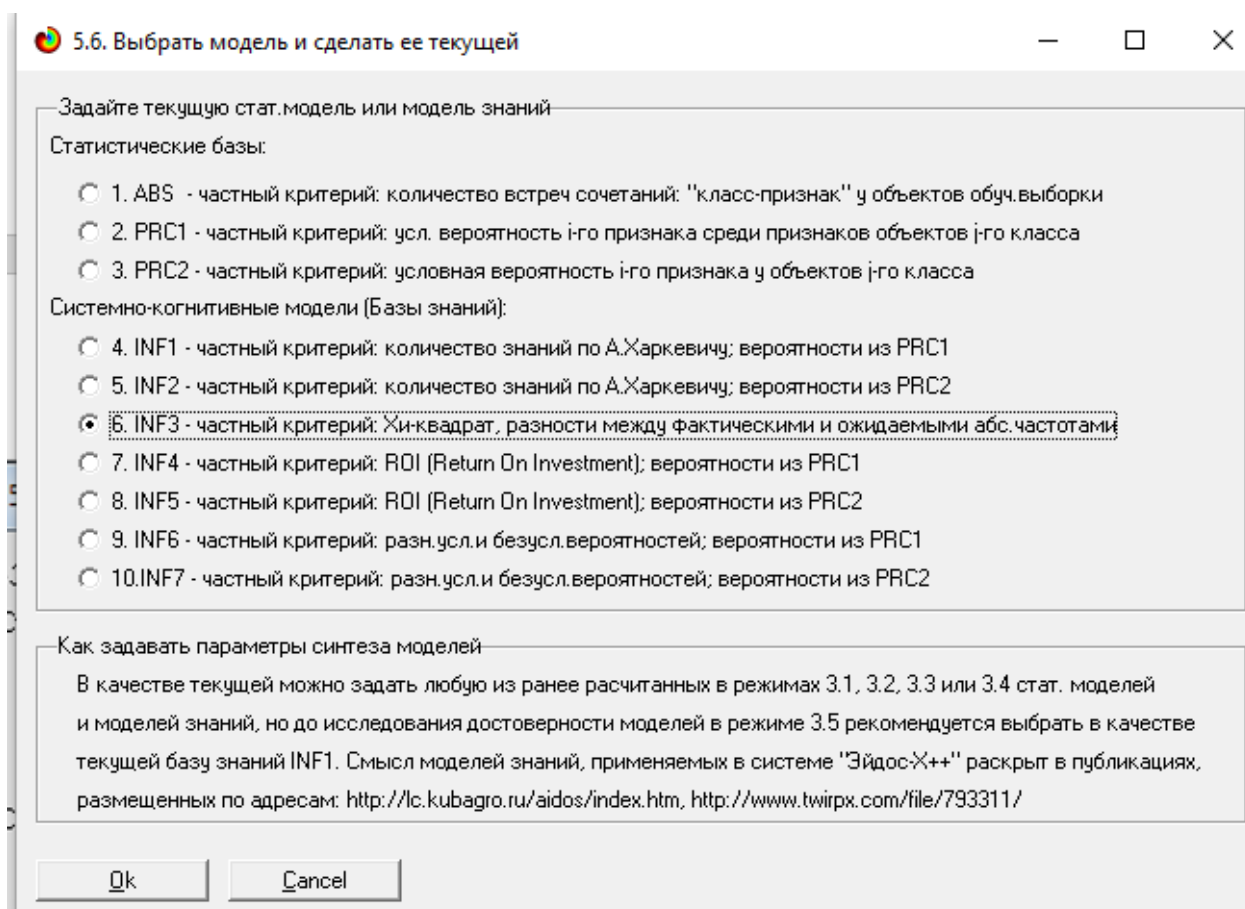 5.6. Выбрать модель и сделать ее текущей
Задайте текущую стат.модель или модель знаний
Статистические базы:
1. ABS - частный критерий: количество встреч сочетаний: "класс-признак" у объектов обуч.выборки
2. PRC1 - частный критерий: усл. вероятность i-го признака среди признаков объектов j-го класса
3. PRC2 - частный критерий: условная вероятность i-го признака у объектов j-го класса
Системно-когнитивные модели (Базы знаний):
4. INF1 - частный критерий: количество знаний по А.Харкевичу; вероятности из PRC1
5. INF2 - частный критерий: количество знаний по А.Харкевичу; вероятности из PRC2
6. INF3 - частный критерий: Хи-квадрат, разности между фактическими и ожидаемыми абс.частотами
7. INF4 - частный критерий: ROI (Return On Investment); вероятности из PRC1
8. INF5 - частный критерий: ROI (Return On Investment); вероятности из PRC2
9. INF6 - частный критерий: разн.усл.и безусл.вероятностей; вероятности из PRC1
10.INF7 - частный критерий: разн.усл.и безусл.вероятностей; вероятности из PRC2
Как задавать параметры синтеза моделей
В качестве текущей можно задать любую из ранее расчитанных в режимах 3.1, 3.2, 3.3 или 3.4 стат. моделей
и моделей знаний, но до исследования достоверности моделей в режиме 3.5 рекомендуется выбрать в качестве
текущей базу знаний INF1. Смысл моделей знаний, применяемых в системе "Эйдос-Х++" раскрыт в публикациях,
размещенных по адресам: http://lc.kubagro.ru/aidos/index.htm, http://www.twirpx.com/file/793311/
Ok
Cancel